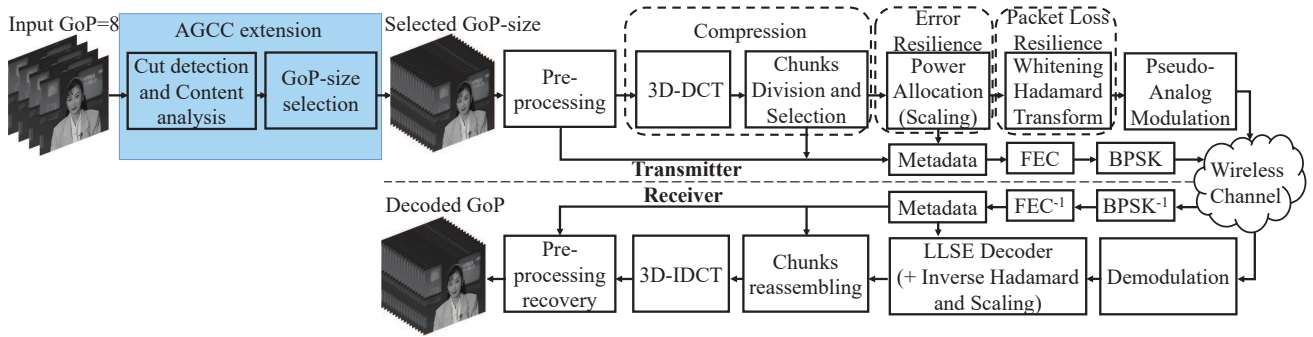 Input GoP=8
AGCC extension
Cut detection
and Content
analysis
GoP-size
selection
Selected GoP-size
Pre-
processing
Compression
3D-DCT
Chunks
Division and
Selection
Error
Resilience
Power
Allocation
(Scaling)
Packet Loss
Resilience
Whitening
Hadamard
Transform
Pseudo-
Analog
Modulation
Metadata
FEC
BPSK
Transmitter
Wireless
Channel
Receiver
Decoded GoP
Metadata
FEC-1
BPSK-1
Pre-
processing
recovery
3D-IDCT
Chunks
reassembling
LLSE Decoder
(+ Inverse Hadamard
and Scaling)
Demodulation